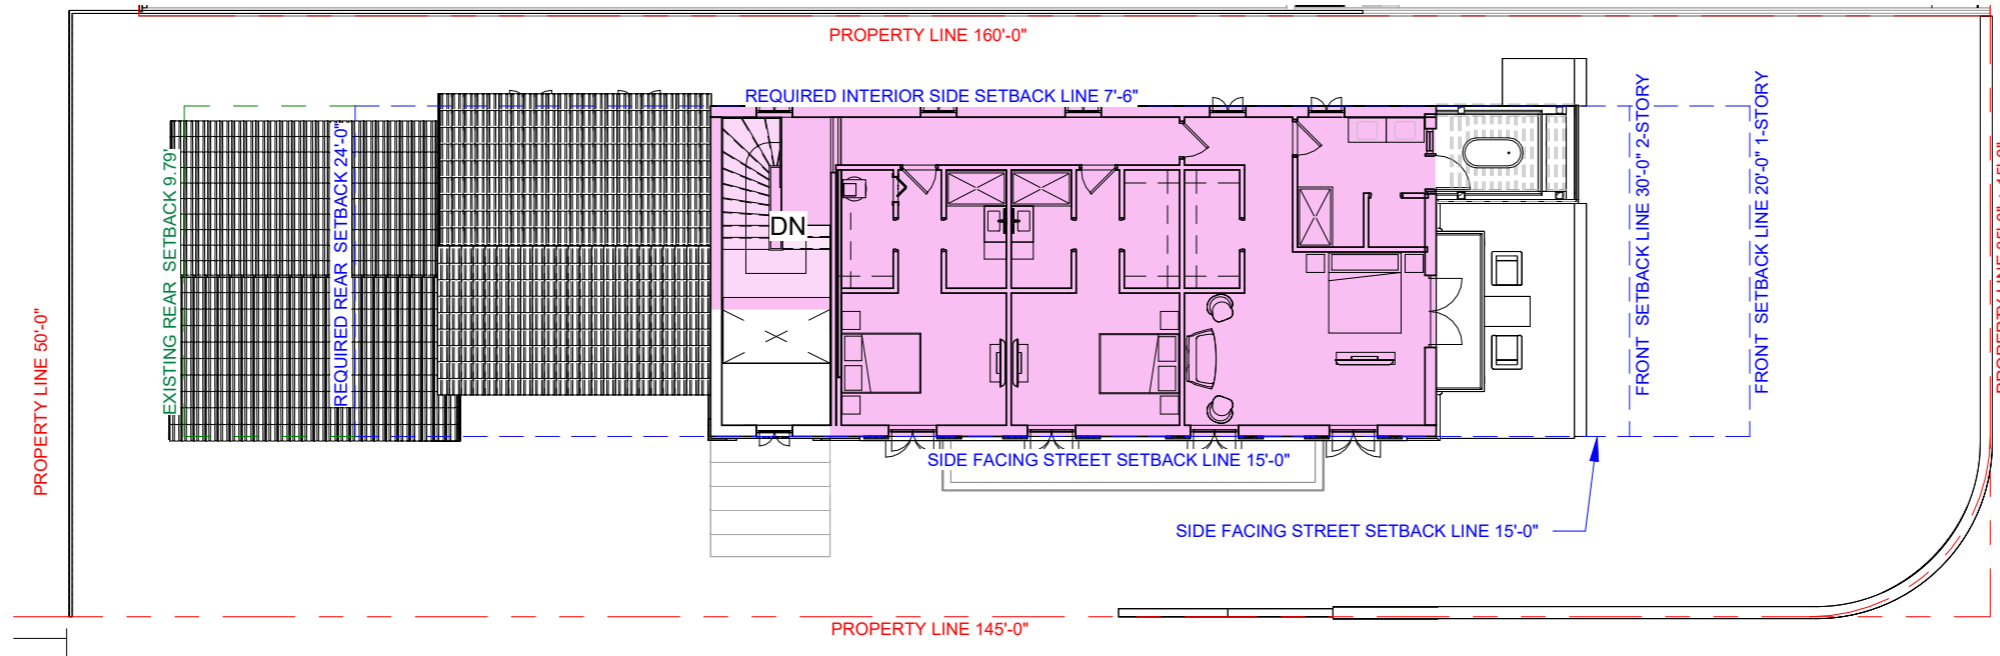 PROPERTY LINE 160'-0"
REQUIRED INTERIOR SIDE SETBACK LINE 7'-6"
PROPERTY LINE 50'-0"
EXISTING REAR SETBACK 9.79'
REQUIRED REAR SETBACK 24'-0"
DN
FRONT SETBACK LINE 30'-0" 2-STORY
FRONT SETBACK LINE 20'-0" 1-STORY
SIDE FACING STREET SETBACK LINE 15'-0"
SIDE FACING STREET SETBACK LINE 15'-0"
PROPERTY LINE 145'-0"